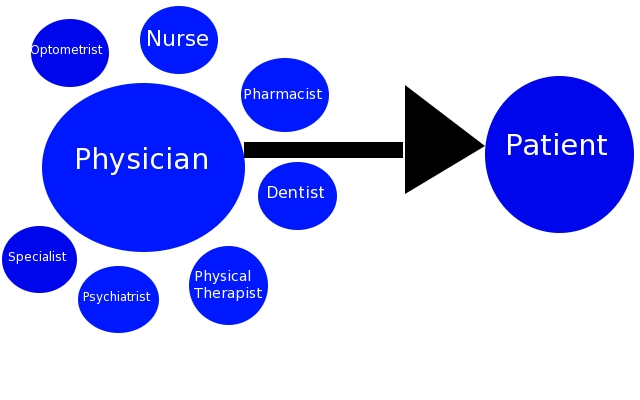 Nurse
Optometrist
Pharmacist
Physician
Patient
Dentist
Specialist
Psychiatrist
Physical
Therapist